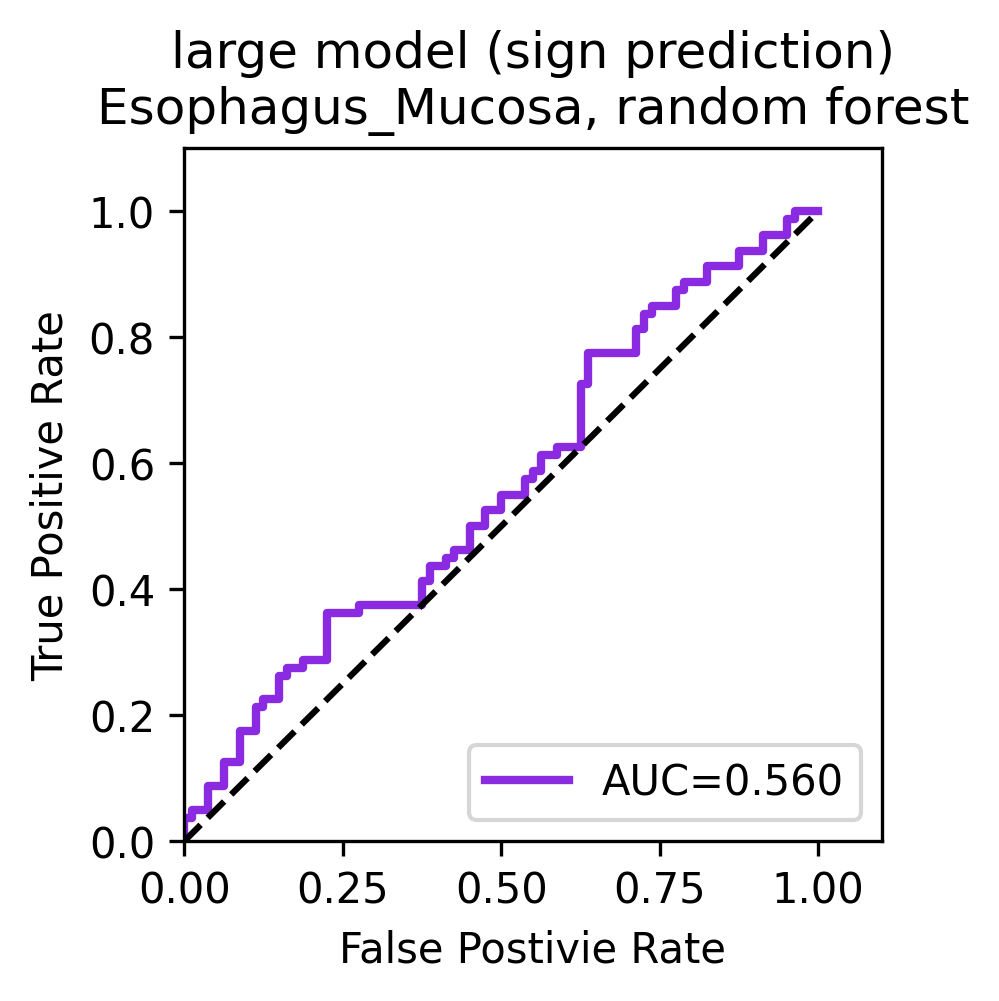 large model (sign prediction)
Esophagus_Mucosa, random forest
True Positive Rate
1.0
0.8
0.6
0.4
0.2
0.0
AUC=0.560
0.00 0.25 0.50 0.75 1.00
False Postivie Rate